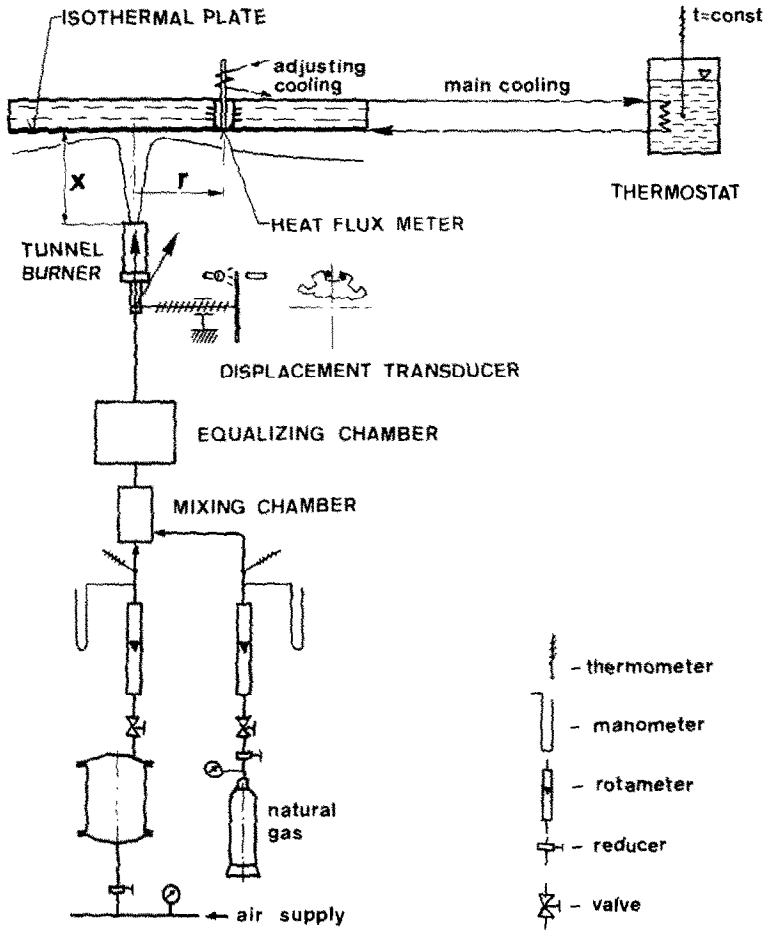 ISOTHERMAL PLATE
t=const
adjusting
cooling
main cooling
x
r
THERMOSTAT
HEAT FLUX METER
TUNNEL
BURNER
DISPLACEMENT TRANSDUCER
EQUALIZING CHAMBER
MIXING CHAMBER
- thermometer
- manometer
- rotameter
natural
gas
- reducer
- valve
air supply